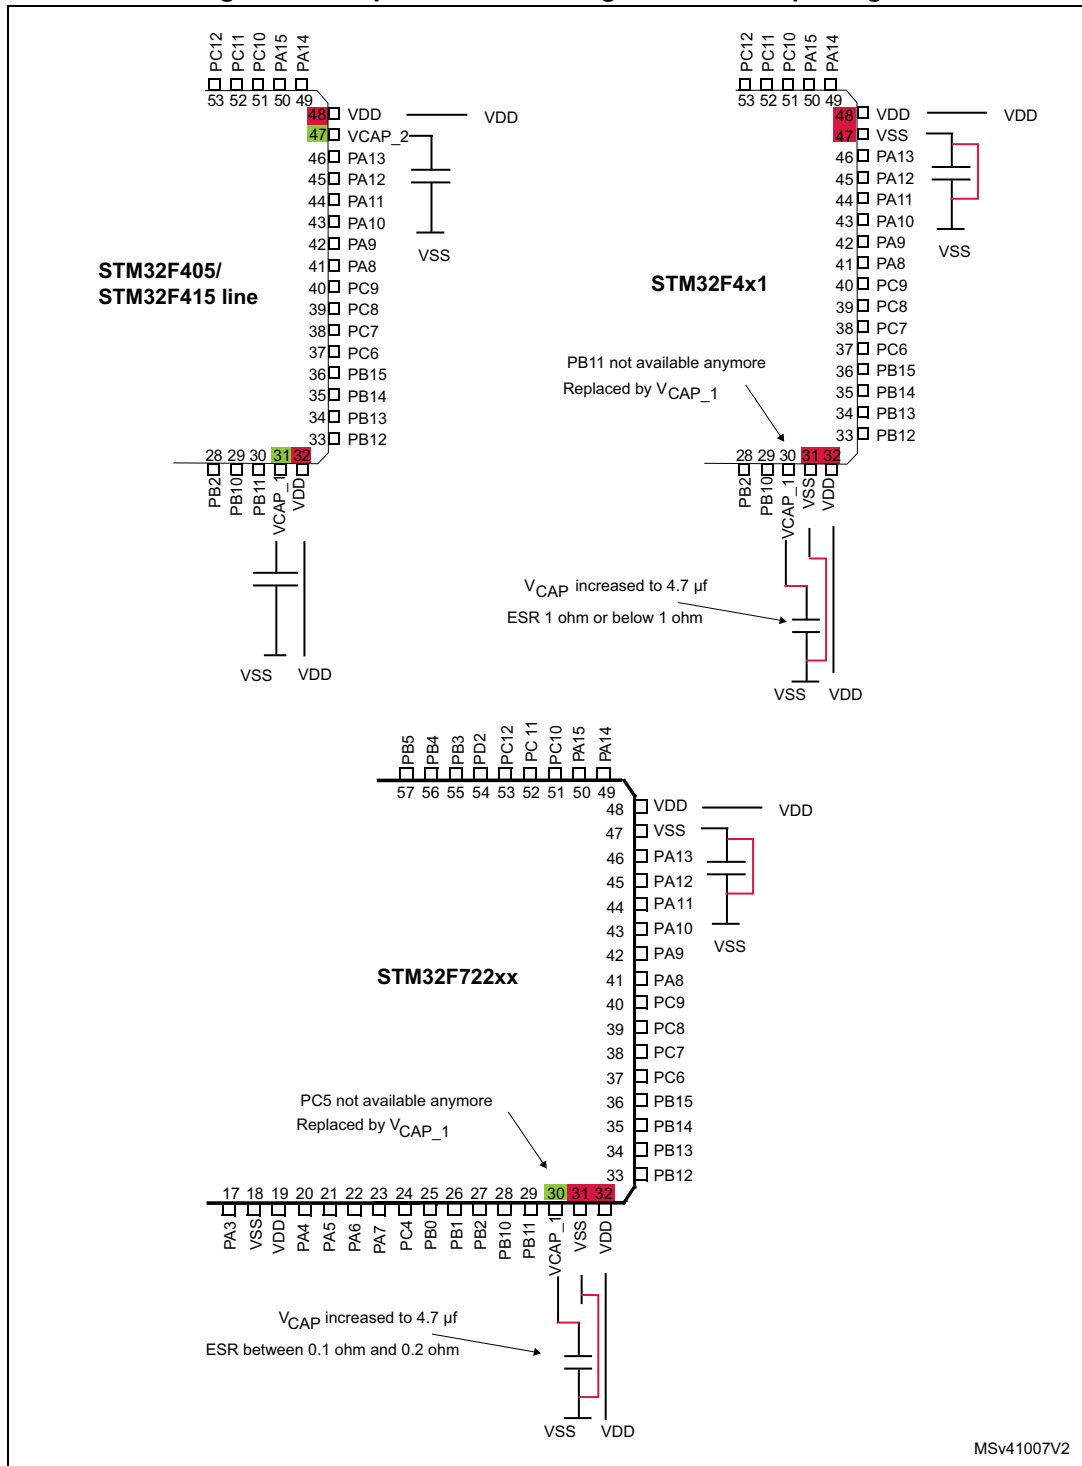 PC12
PC11
PC10
PA15
PA14
53 52 51 50 49
48 VDD VDD
47 VCAP_2
46 PA13
45 PA12
44 PA11
43 PA10
42 PA9
41 PA8
40 PC9
39 PC8
38 PC7
37 PC6
36 PB15
35 PB14
34 PB13
33 PB12
VSS
STM32F405/
STM32F415 line
28 29 30 31 32
PB2
PB10
PB11
VCAP_1
VDD
VSS VDD
PC12
PC11
PC10
PA15
PA14
53 52 51 50 49
48 VDD VDD
47 VSS
46 PA13
45 PA12
44 PA11
43 PA10
42 PA9
41 PA8
40 PC9
39 PC8
38 PC7
37 PC6
36 PB15
35 PB14
34 PB13
33 PB12
VSS
STM32F4x1
PB11 not available anymore
Replaced by VCAP_1
28 29 30 31 32
PB2
PB10
VCAP_1
VSS
VDD
VCAP increased to 4.7 µf
ESR 1 ohm or below 1 ohm
VSS VDD
PB5
PB4
PB3
PD2
PC12
PC 11
PC10
PA15
PA14
57 56 55 54 53 52 51 50 49
48 VDD VDD
47 VSS
46 PA13
45 PA12
44 PA11
43 PA10
42 PA9
41 PA8
40 PC9
39 PC8
38 PC7
37 PC6
36 PB15
35 PB14
34 PB13
33 PB12
VSS
STM32F722xx
PC5 not available anymore
Replaced by VCAP_1
17 18 19 20 21 22 23 24 25 26 27 28 29 30 31 32
PA3
VSS
VDD
PA4
PA5
PA6
PA7
PC4
PB0
PB1
PB2
PB10
PB11
VCAP_1
VSS
VDD
VCAP increased to 4.7 µf
ESR between 0.1 ohm and 0.2 ohm
VSS VDD
MSv41007V2